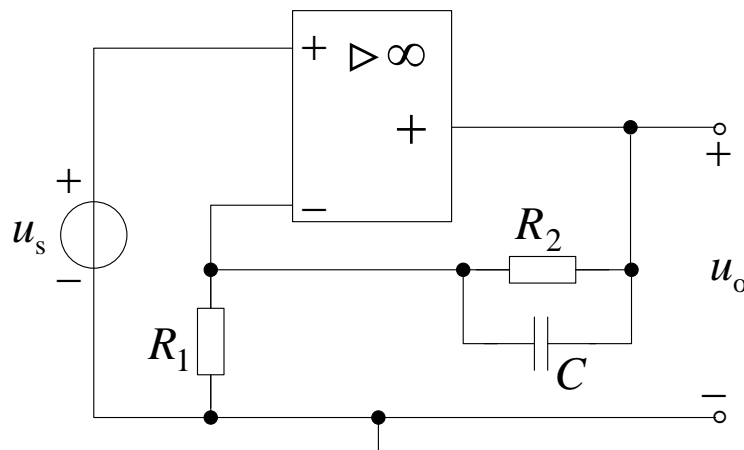 + ▷ ∞
+
−
+
−
u_s
R_1
R_2
C
+
u_o
−